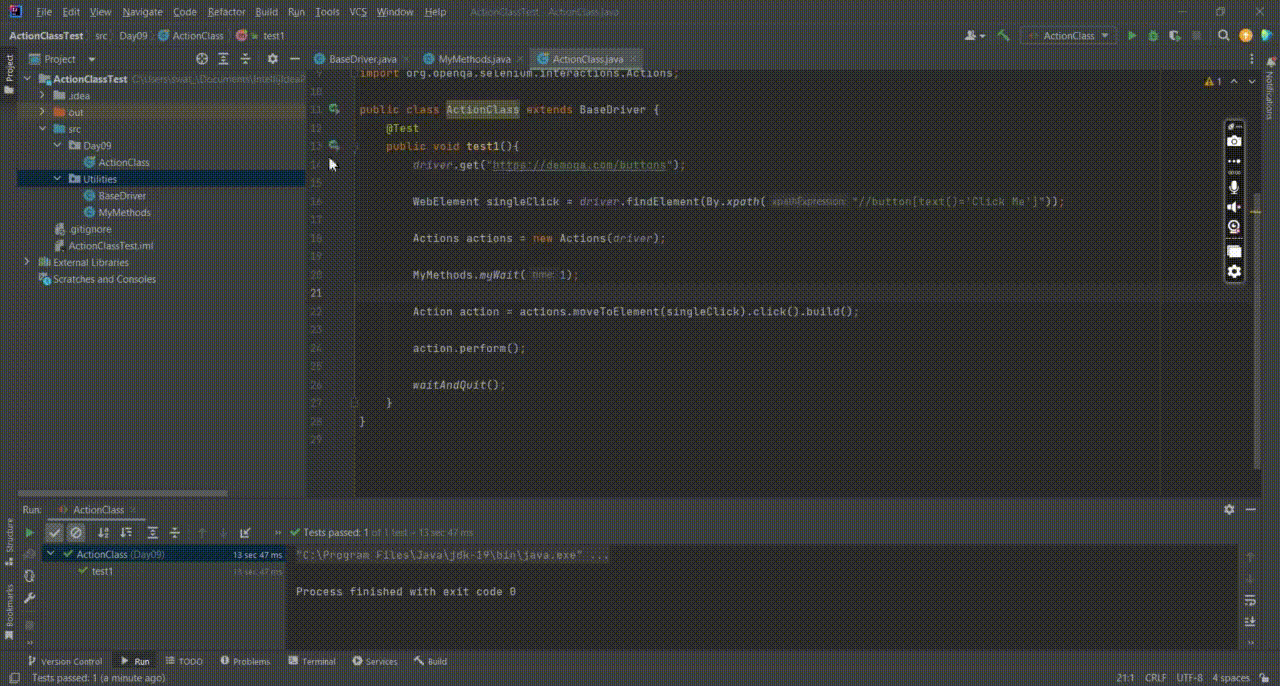 File Edit View Navigate Code Refactor Build Run Tools VCS Window Help ActionClassTest - ActionClass.java
ActionClassTest src Day09 ActionClass test1 ActionClass
Project BaseDriver.java MyMethods.java ActionClass.java
Project
ActionClassTest
.idea
out
src
Day09
ActionClass
Utilities
BaseDriver
MyMethods
.gitignore
ActionClassTest.iml
External Libraries
Scratches and Consoles
9 import org.openqa.selenium.interactions.Actions;
10
11 public class ActionClass extends BaseDriver {
12 @Test
13 public void test1(){
14 driver.get("https://demoqa.com/buttons");
15
16 WebElement singleClick = driver.findElement(By.xpath( xpathExpression: "//button[text()='Click Me']"));
17
18 Actions actions = new Actions(driver);
19
20 MyMethods.myWait( time: 1);
21
22 Action action = actions.moveToElement(singleClick).click().build();
23
24 action.perform();
25
26 waitAndQuit();
27 }
28 }
29
1
Notifications
Run: ActionClass
Tests passed: 1 of 1 test – 13 sec 47 ms
ActionClass (Day09) 13 sec 47 ms
test1 13 sec 47 ms
"C:\Program Files\Java\jdk-19\bin\java.exe" ...
Process finished with exit code 0
Structure
Bookmarks
Version Control Run TODO Problems Terminal Services Build
Tests passed: 1 (a minute ago) 21:1 CRLF UTF-8 4 spaces